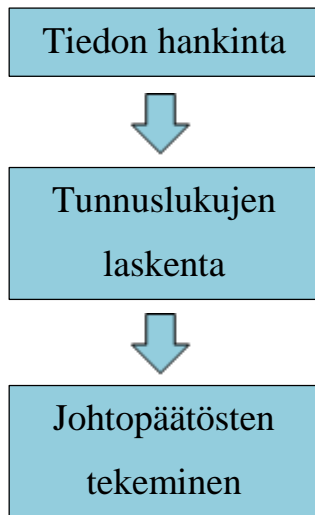 Tiedon hankinta
Tunnuslukujen
laskenta
Johtopäätösten
tekeminen